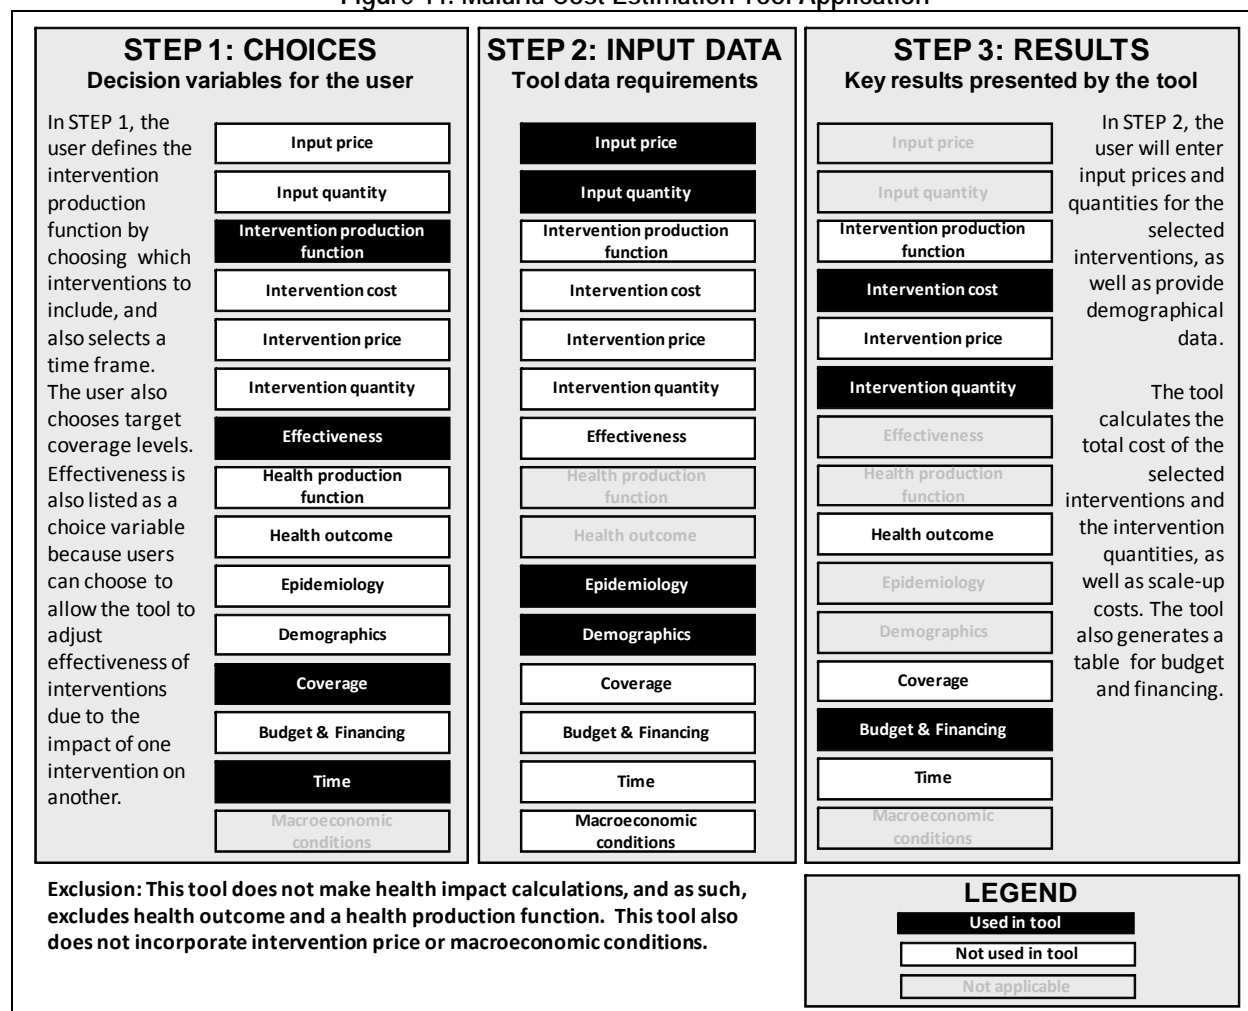 Figure 11. Malaria Cost Estimation Tool Application
STEP 1: CHOICES
Decision variables for the user
In STEP 1, the
user defines the
intervention
production
function by
choosing which
interventions to
include, and
also selects a
time frame.
The user also
chooses target
coverage levels.
Effectiveness is
also listed as a
choice variable
because users
can choose to
allow the tool to
adjust
effectiveness of
interventions
due to the
impact of one
intervention on
another.
Input price
Input quantity
Intervention production
function
Intervention cost
Intervention price
Intervention quantity
Effectiveness
Health production
function
Health outcome
Epidemiology
Demographics
Coverage
Budget & Financing
Time
Macroeconomic
conditions
STEP 2: INPUT DATA
Tool data requirements
Input price
Input quantity
Intervention production
function
Intervention cost
Intervention price
Intervention quantity
Effectiveness
Health production
function
Health outcome
Epidemiology
Demographics
Coverage
Budget & Financing
Time
Macroeconomic
conditions
STEP 3: RESULTS
Key results presented by the tool
Input price
Input quantity
Intervention production
function
Intervention cost
Intervention price
Intervention quantity
Effectiveness
Health production
function
Health outcome
Epidemiology
Demographics
Coverage
Budget & Financing
Time
Macroeconomic
conditions
In STEP 2, the
user will enter
input prices and
quantities for the
selected
interventions, as
well as provide
demographical
data.
The tool
calculates the
total cost of the
selected
interventions and
the intervention
quantities, as
well as scale-up
costs. The tool
also generates a
table for budget
and financing.
Exclusion: This tool does not make health impact calculations, and as such,
excludes health outcome and a health production function. This tool also
does not incorporate intervention price or macroeconomic conditions.
LEGEND
Used in tool
Not used in tool
Not applicable